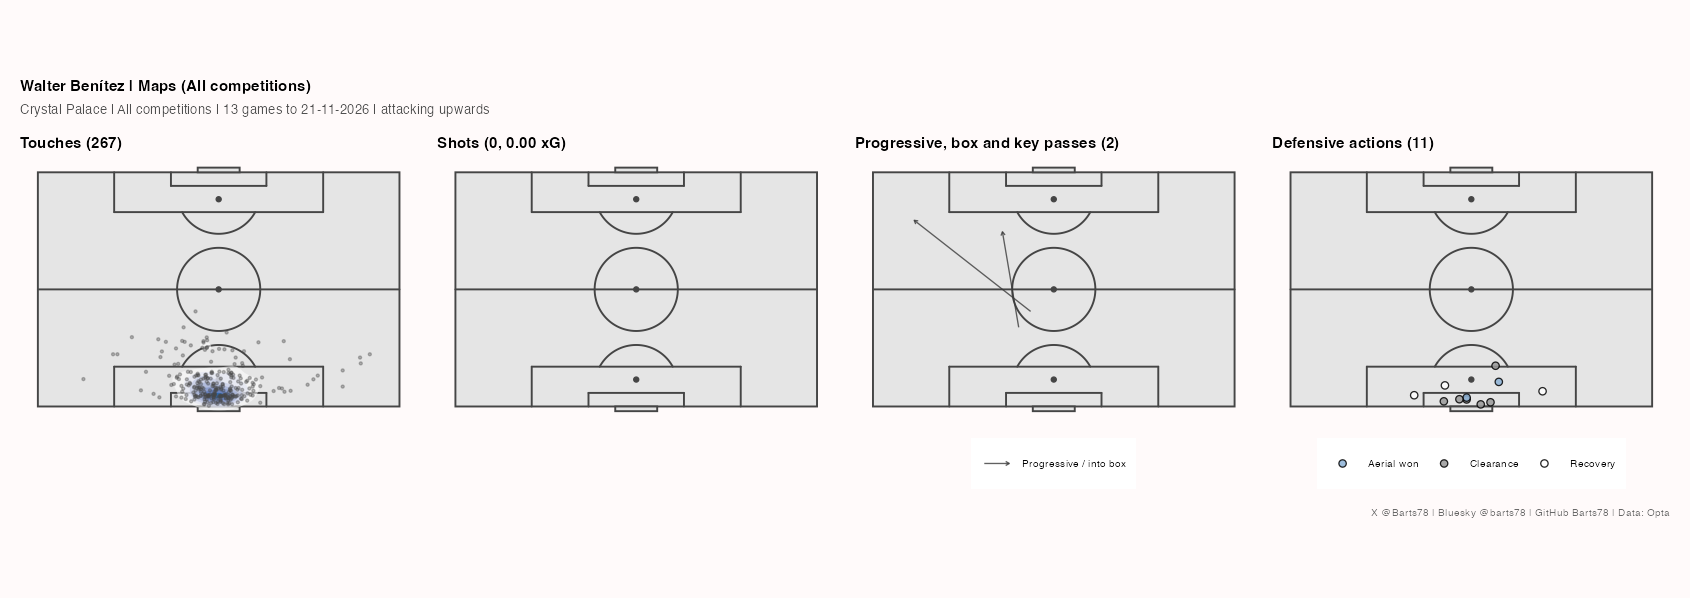 Walter Benítez | Maps (All competitions)
Crystal Palace | All competitions | 13 games to 21-11-2026 | attacking upwards
Touches (267)
Shots (0, 0.00 xG)
Progressive, box and key passes (2)
Defensive actions (11)
Progressive / into box
Aerial won
Clearance
Recovery
X @Barts78 | Bluesky @barts78 | GitHub Barts78 | Data: Opta